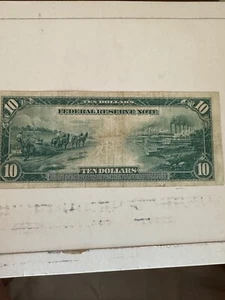 TEN DOLLARS
FEDERAL RESERVE NOTE
10 10
10 TEN DOLLARS 10